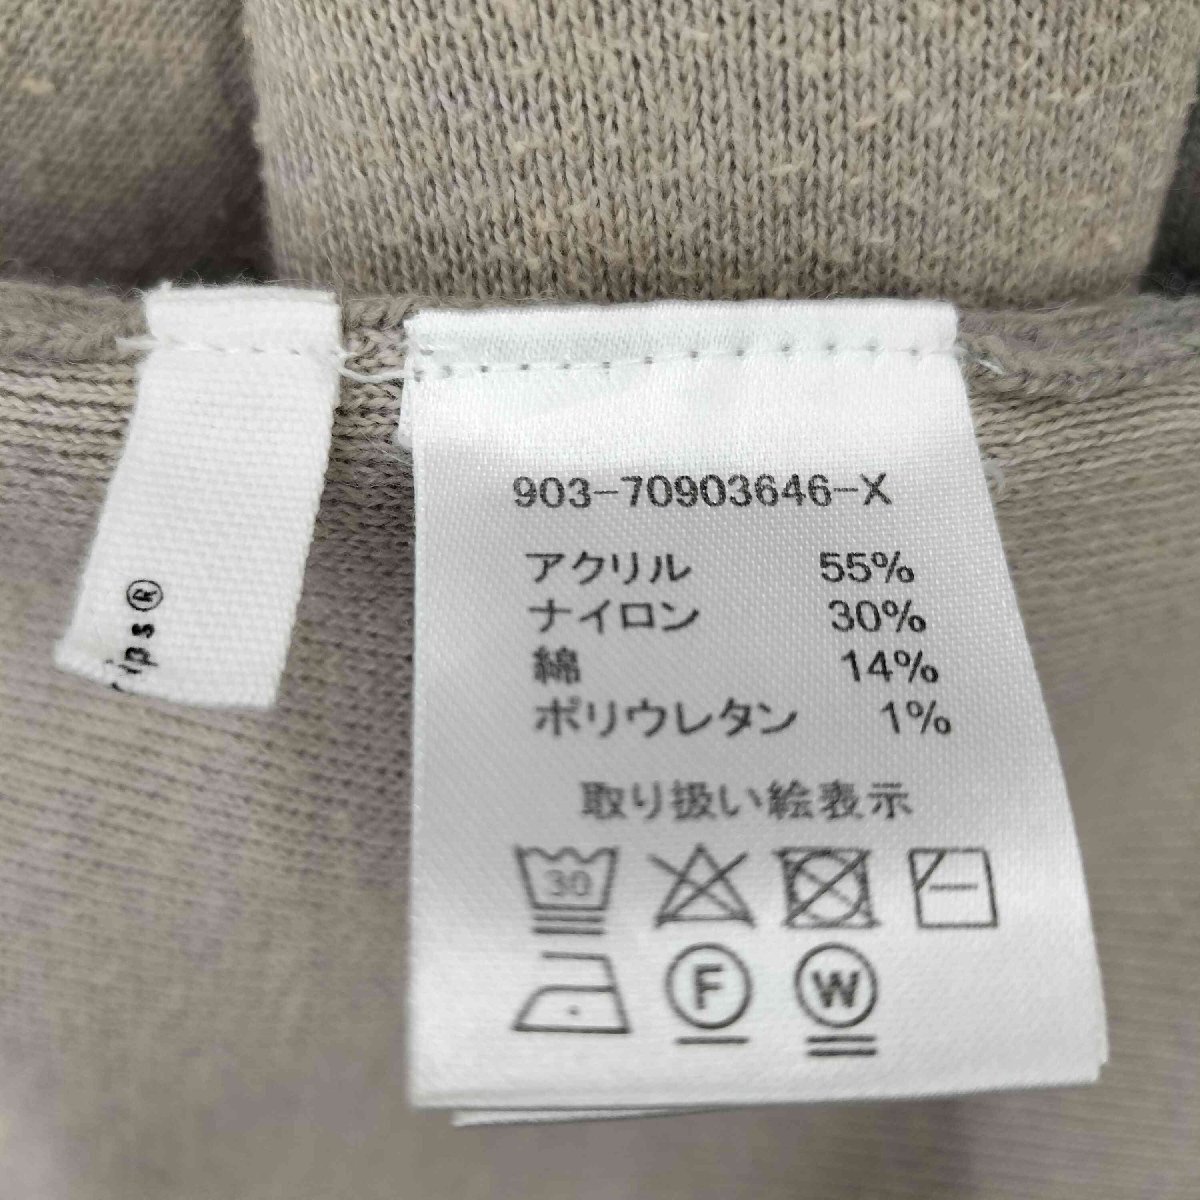 903-70903646-X
アクリル 55%
ナイロン 30%
綿 14%
ポリウレタン 1%
取り扱い絵表示
30
F
W